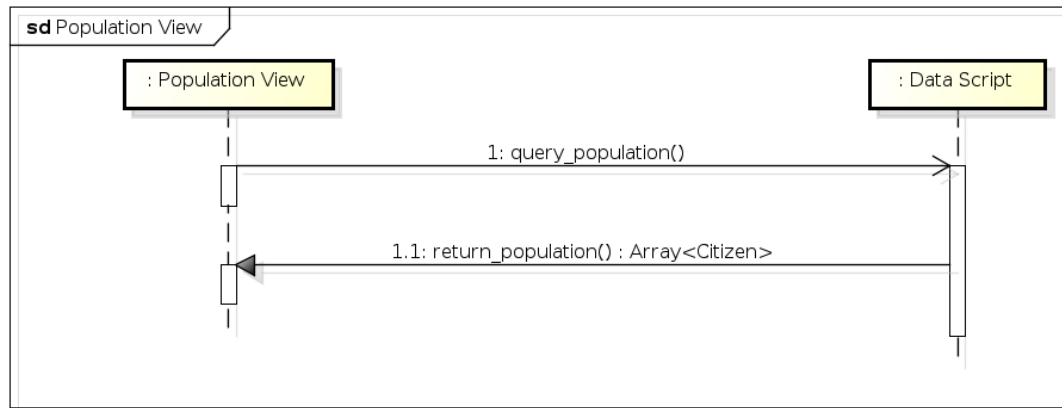 sd Population View
: Population View
: Data Script
1: query_population()
1.1: return_population() : Array<Citizen>